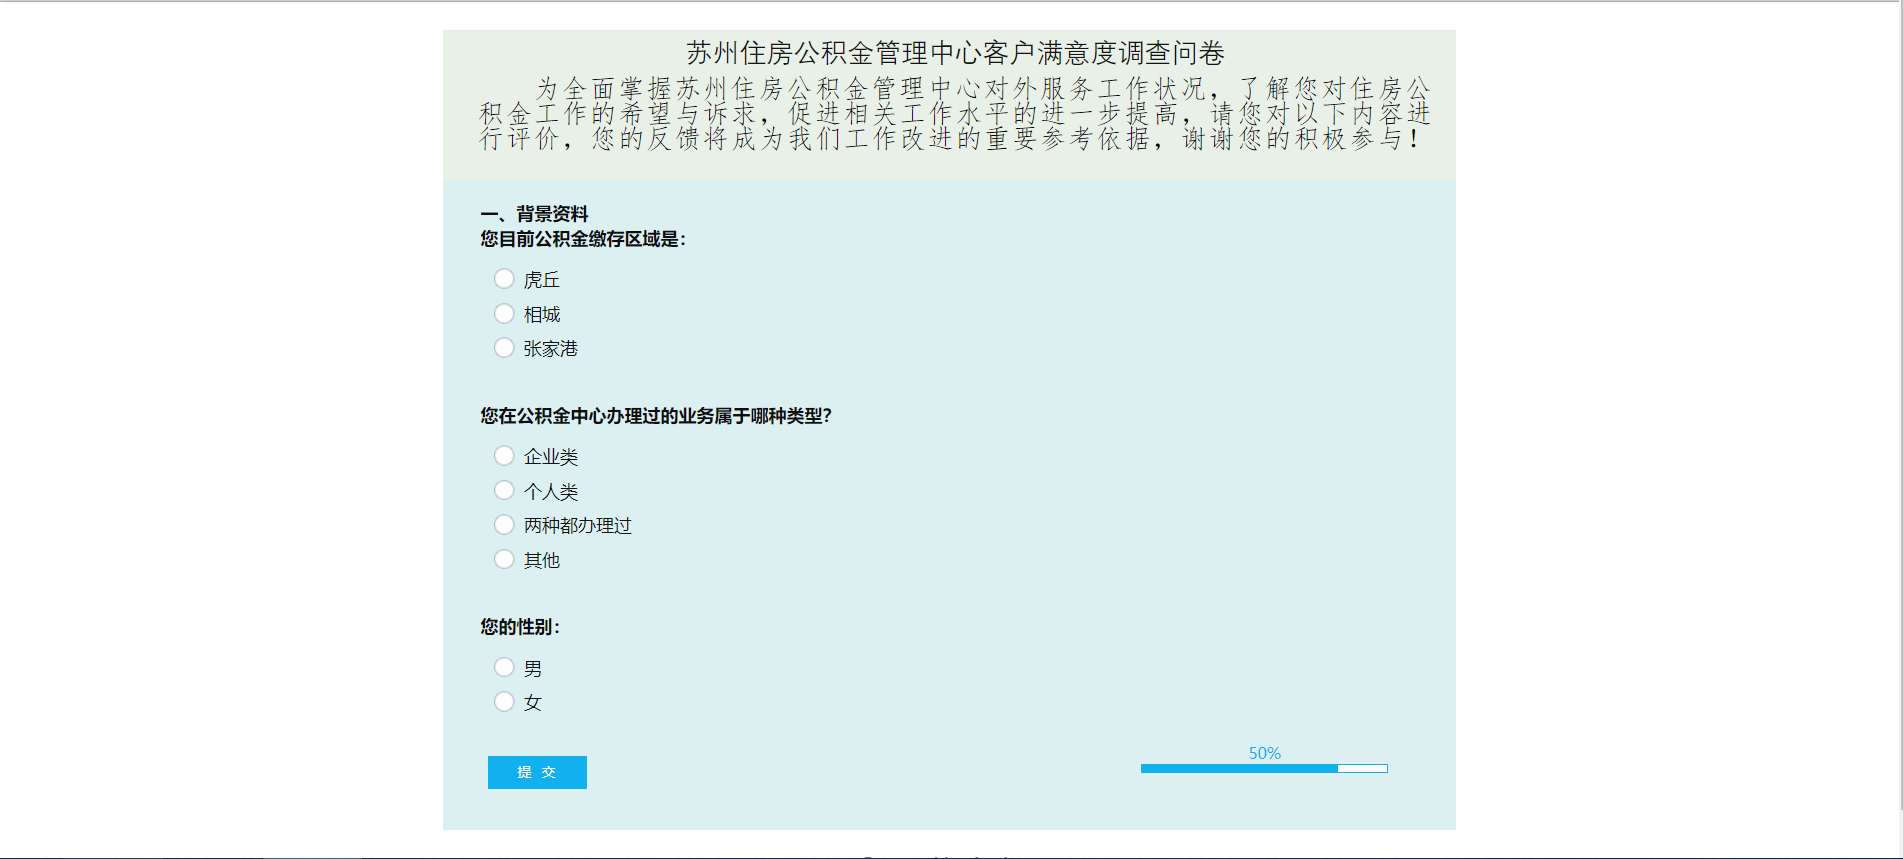 苏州住房公积金管理中心客户满意度调查问卷
为全面掌握苏州住房公积金管理中心对外服务工作状况，了解您对住房公
积金工作的希望与诉求，促进相关工作水平的进一步提高，请您对以下内容进
行评价，您的反馈将成为我们工作改进的重要参考依据，谢谢您的积极参与！
一、背景资料
您目前公积金缴存区域是：
虎丘
相城
张家港
您在公积金中心办理过的业务属于哪种类型？
企业类
个人类
两种都办理过
其他
您的性别：
男
女
提 交
50%